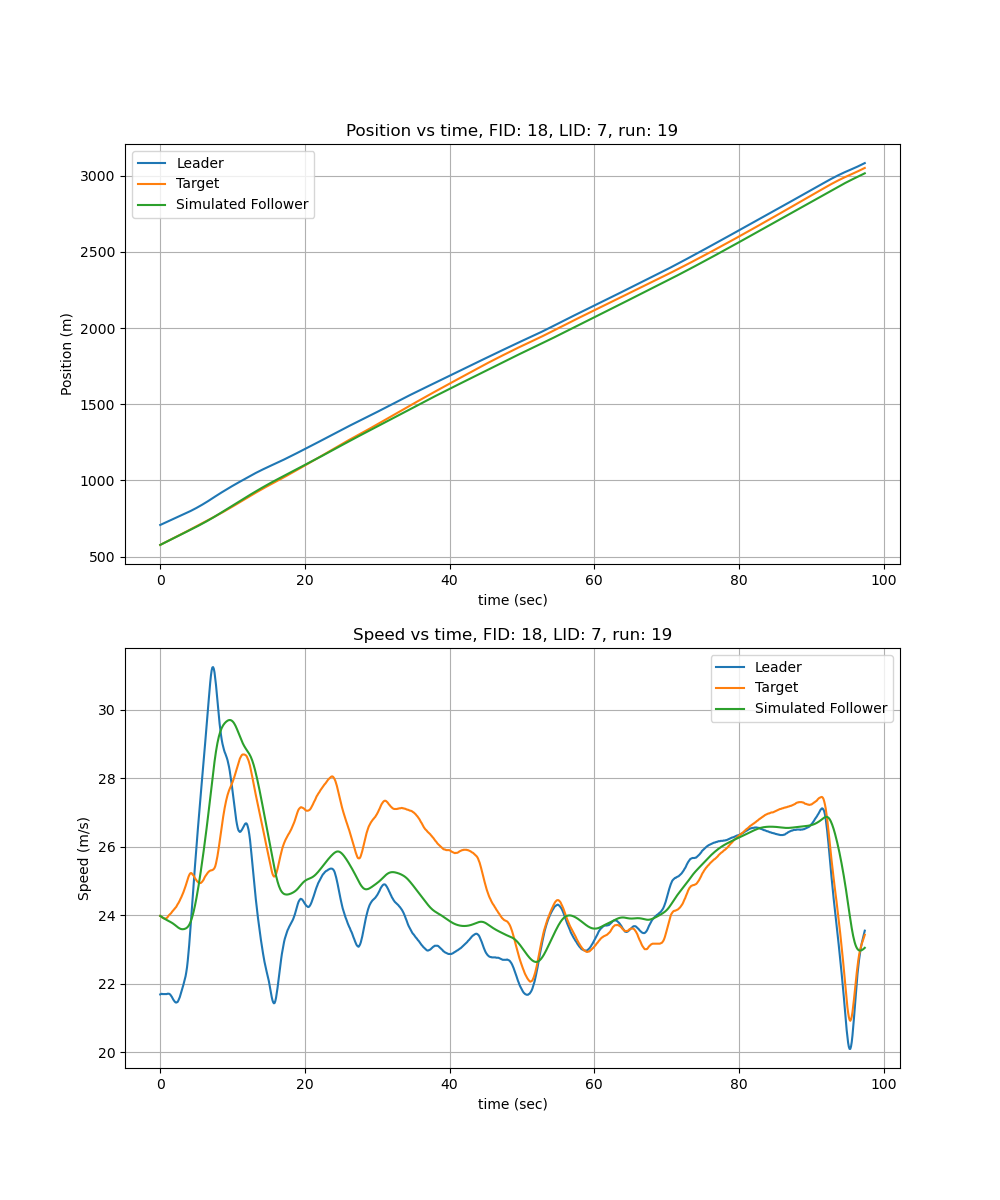 Position vs time, FID: 18, LID: 7, run: 19
Leader
Target
Simulated Follower
3000
2500
2000
1500
1000
500
Position (m)
0 20 40 60 80 100
time (sec)
Speed vs time, FID: 18, LID: 7, run: 19
Leader
Target
Simulated Follower
30
28
26
24
22
20
Speed (m/s)
0 20 40 60 80 100
time (sec)